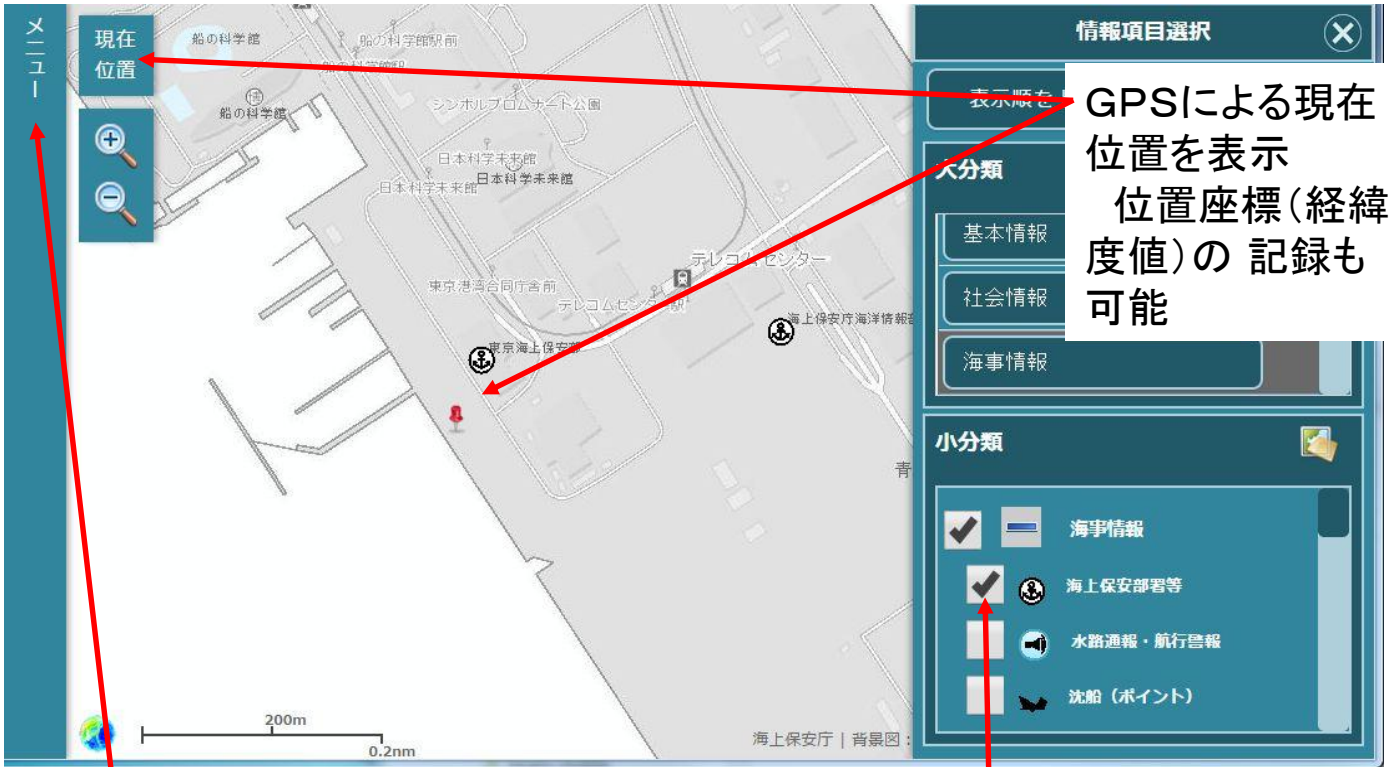 メニュー
現在
位置
船の科学館
船の科学館駅前
船の科学館駅
船の科学館
シンボルプロムナード公園
日本科学未来館
日本科学未来館
日本科学未来館
テレコムセンター
東京港湾合同庁舎前
テレコムセンター駅
海上保安庁海洋情報部
東京海上保安部
青
200m
0.2nm
海上保安庁 | 背景図:
情報項目選択
表示順を
GPSによる現在
位置を表示
位置座標(経緯
度値)の 記録も
可能
大分類
基本情報
社会情報
海事情報
小分類
海事情報
海上保安部署等
水路通報・航行警報
沈船(ポイント)